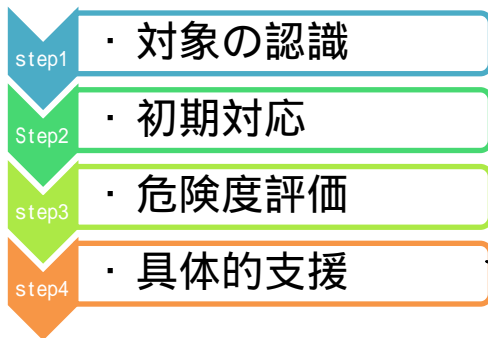 step1
・対象の認識
Step2
・初期対応
step3
・危険度評価
step4
・具体的支援